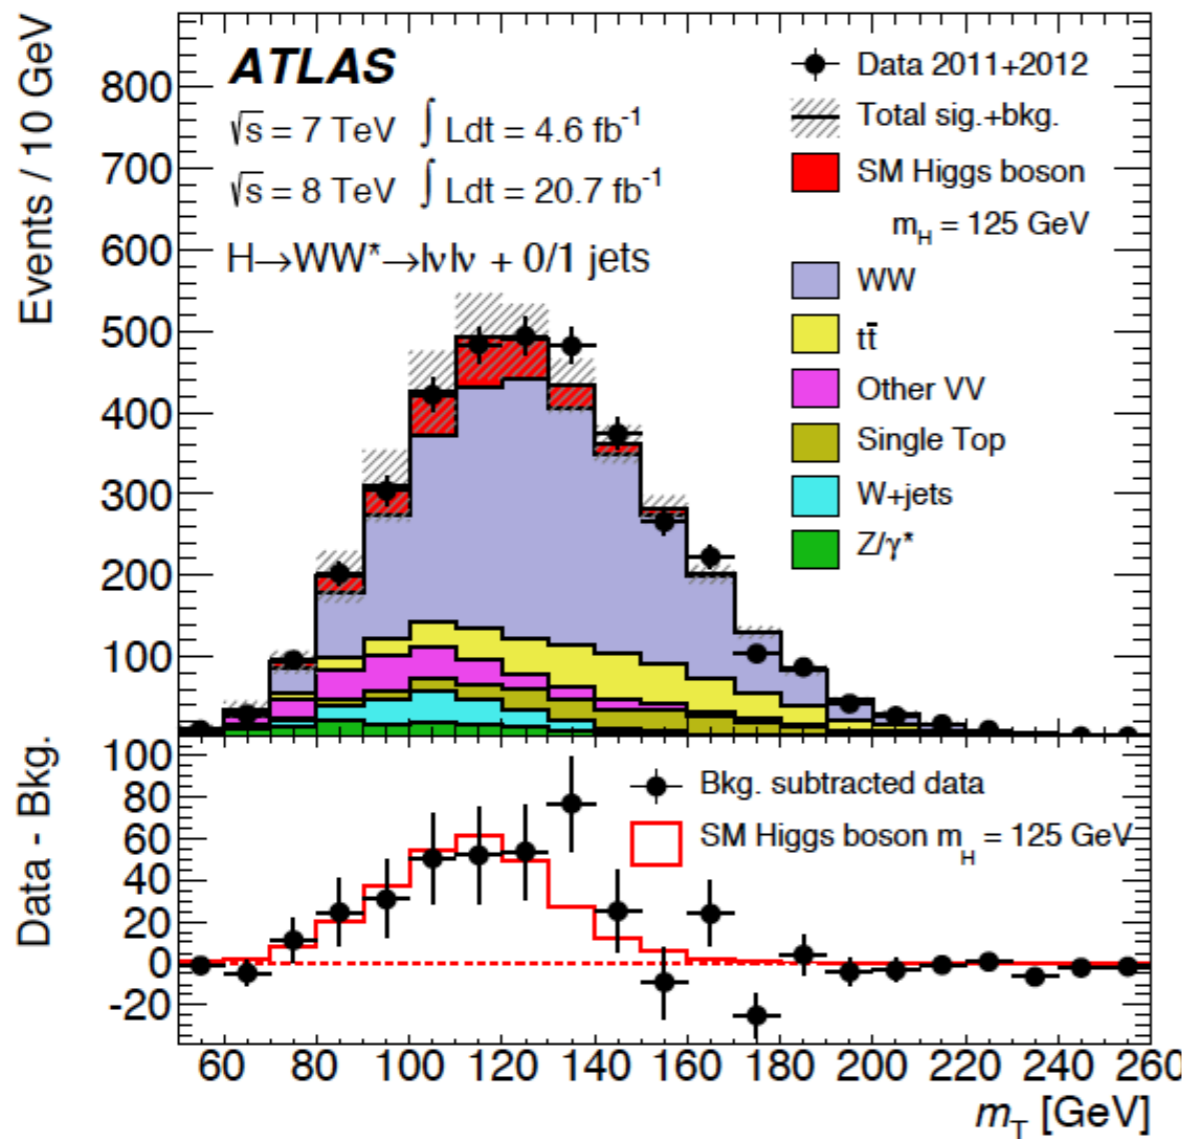 ATLAS
√s = 7 TeV ∫ Ldt = 4.6 fb⁻¹
√s = 8 TeV ∫ Ldt = 20.7 fb⁻¹
H→WW*→lνlν + 0/1 jets
Data 2011+2012
Total sig.+bkg.
SM Higgs boson
m_H = 125 GeV
WW
tt̄
Other VV
Single Top
W+jets
Z/γ*
Events / 10 GeV
800
700
600
500
400
300
200
100
Data - Bkg.
100
80
60
40
20
0
-20
Bkg. subtracted data
SM Higgs boson m_H = 125 GeV
60 80 100 120 140 160 180 200 220 240 260
m_T [GeV]